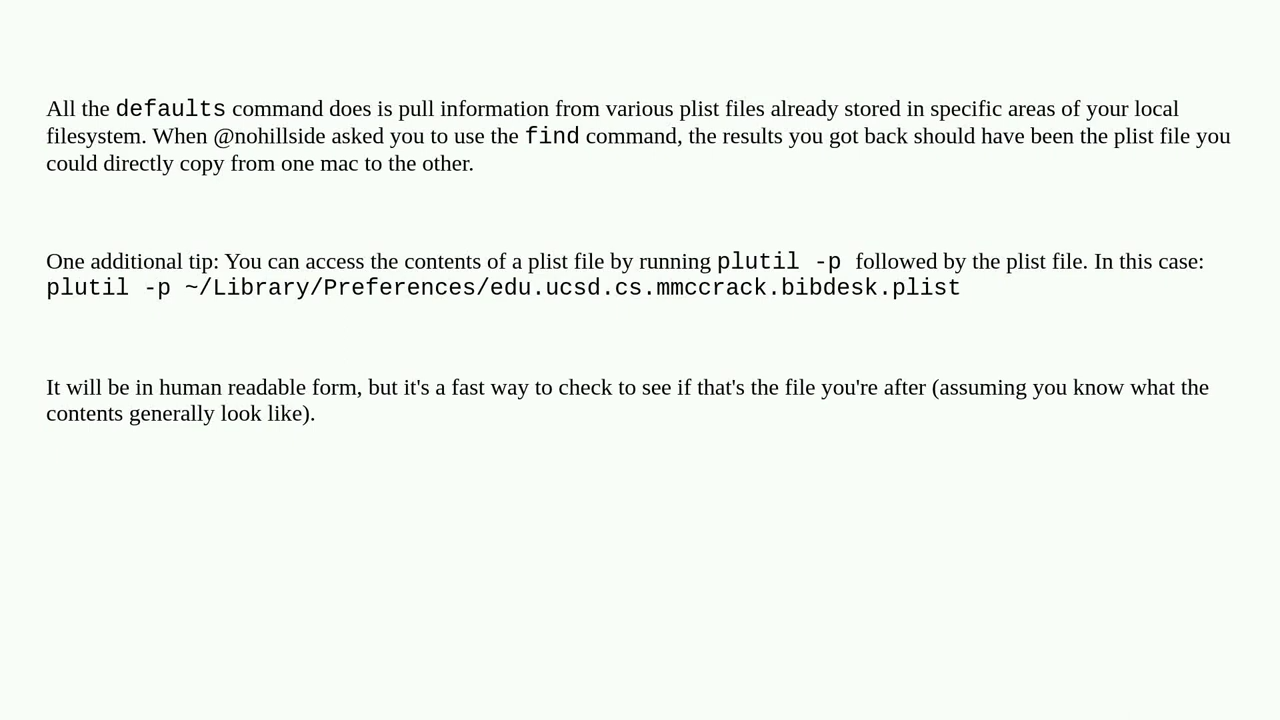 All the defaults command does is pull information from various plist files already stored in specific areas of your local
filesystem. When @nohillside asked you to use the find command, the results you got back should have been the plist file you
could directly copy from one mac to the other.
One additional tip: You can access the contents of a plist file by running plutil -p followed by the plist file. In this case:
plutil -p ~/Library/Preferences/edu.ucsd.cs.mmccrack.bibdesk.plist
It will be in human readable form, but it's a fast way to check to see if that's the file you're after (assuming you know what the
contents generally look like).